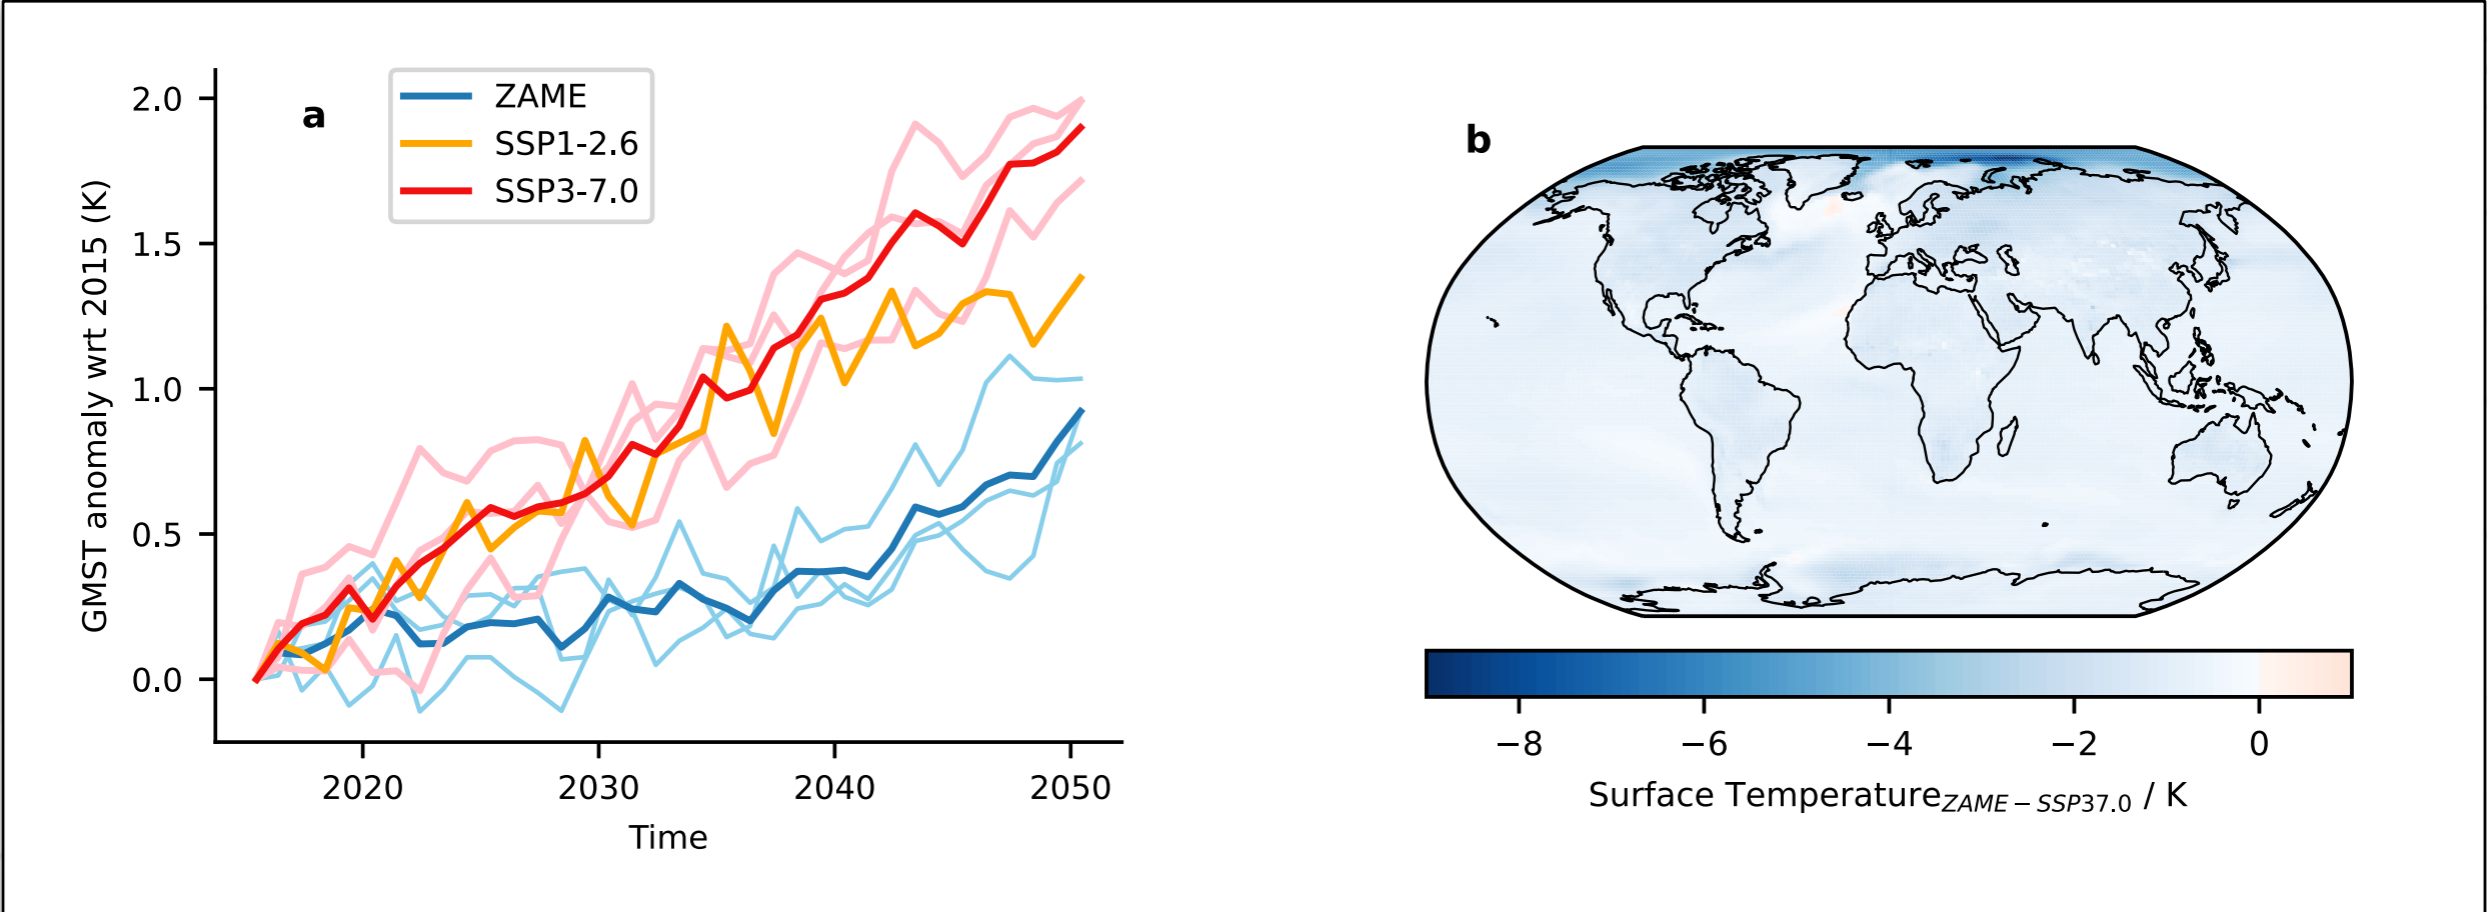 a
ZAME
SSP1-2.6
SSP3-7.0
GMST anomaly wrt 2015 (K)
2.0
1.5
1.0
0.5
0.0
2020 2030 2040 2050
Time
b
−8 −6 −4 −2 0
Surface Temperature ZAME − SSP37.0 / K